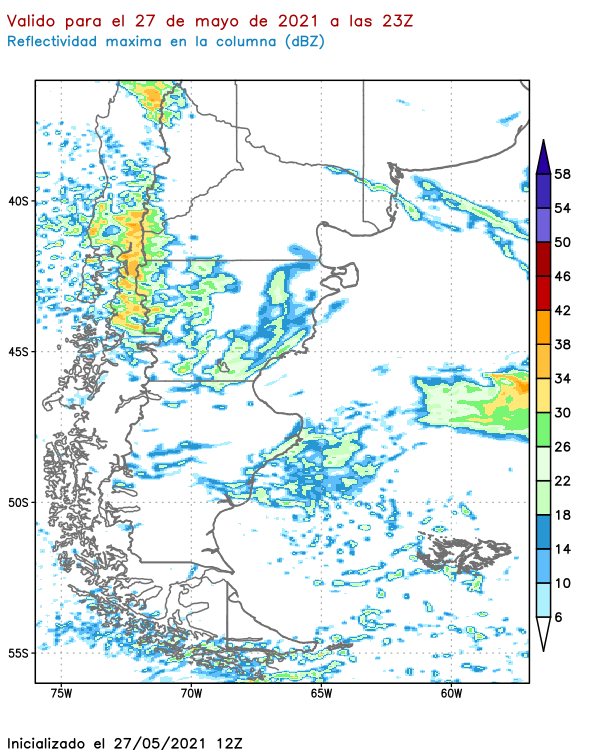 Valido para el 27 de mayo de 2021 a las 23Z
Reflectividad maxima en la columna (dBZ)
58
54
50
46
42
38
34
30
26
22
18
14
10
6
40S
45S
50S
55S
75W 70W 65W 60W
Inicializado el 27/05/2021 12Z